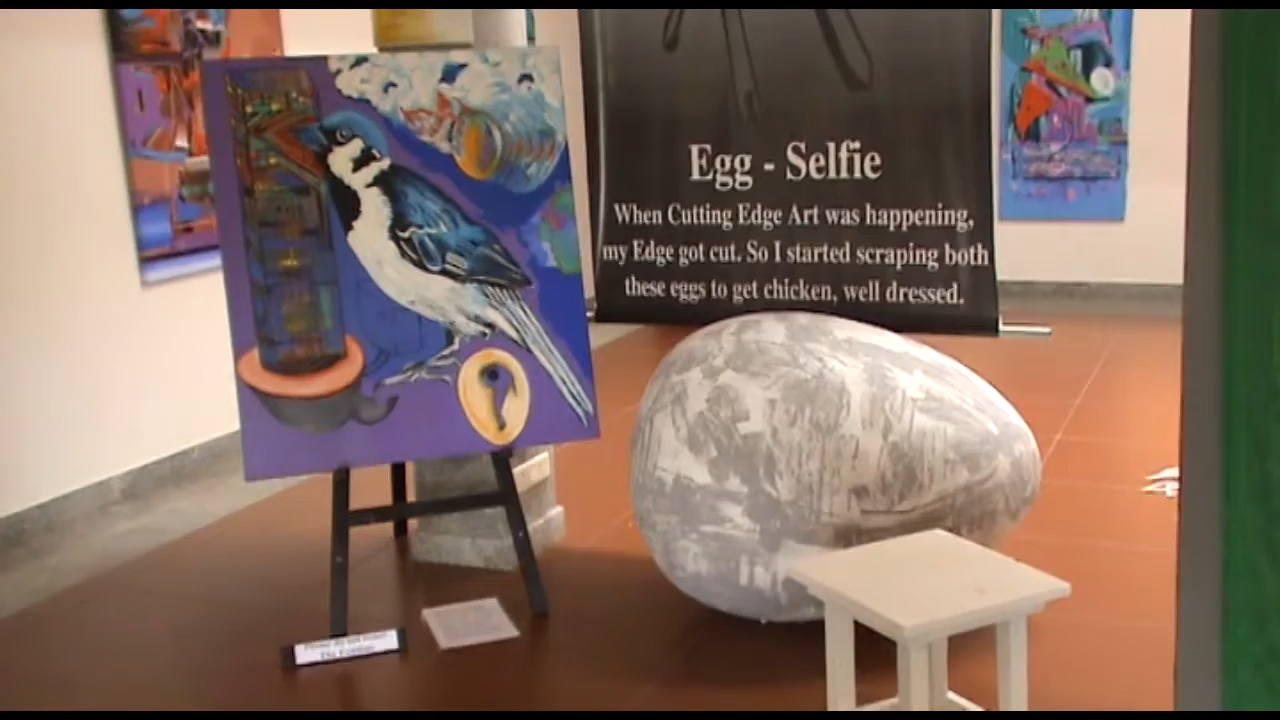 Egg - Selfie
When Cutting Edge Art was happening,
my Edge got cut. So I started scraping both
these eggs to get chicken, well dressed.